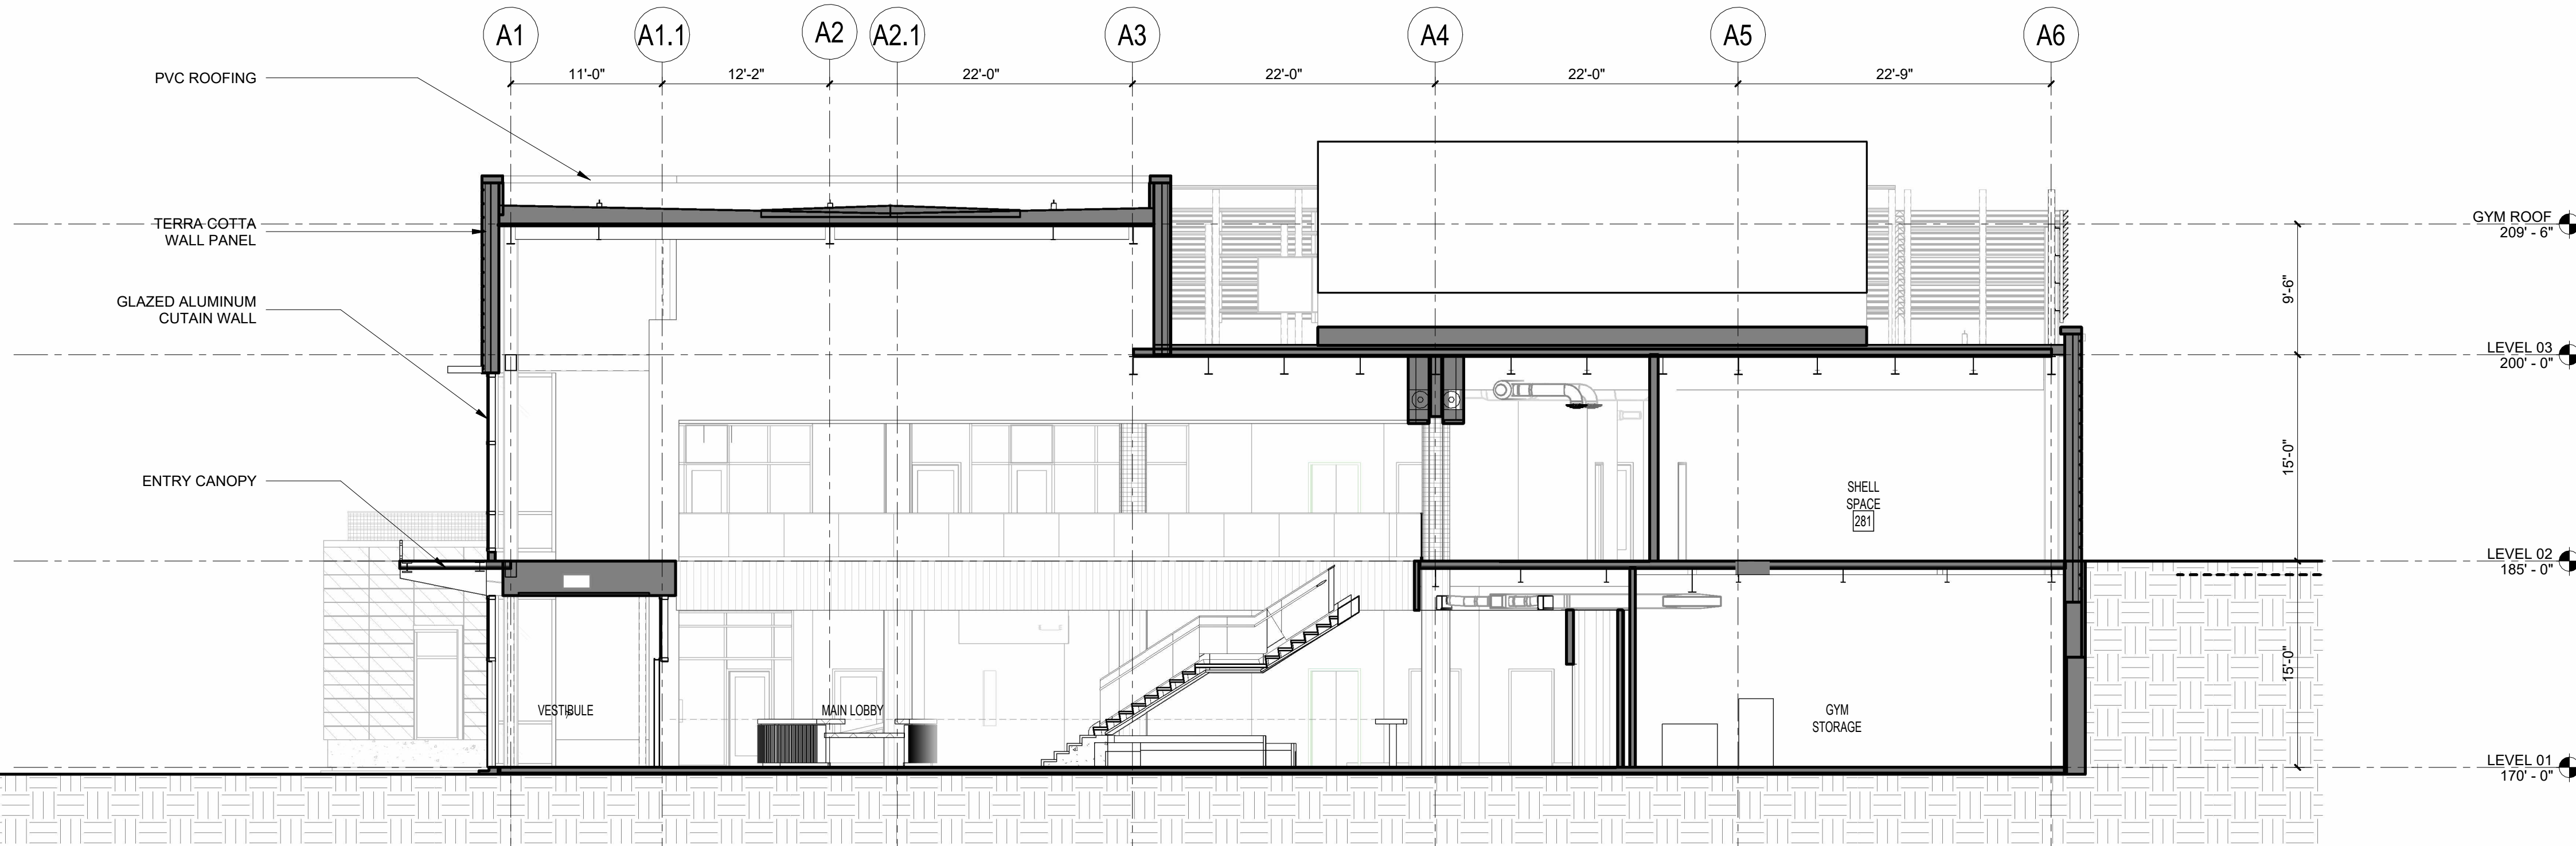 A1
A1.1
A2
A2.1
A3
A4
A5
A6
11'-0"
12'-2"
22'-0"
22'-0"
22'-0"
22'-9"
PVC ROOFING
TERRA COTTA
WALL PANEL
GLAZED ALUMINUM
CUTAIN WALL
ENTRY CANOPY
GYM ROOF
209' - 6"
9'-6"
LEVEL 03
200' - 0"
15'-0"
SHELL
SPACE
281
LEVEL 02
185' - 0"
15'-0"
VESTIBULE
MAIN LOBBY
GYM
STORAGE
LEVEL 01
170' - 0"